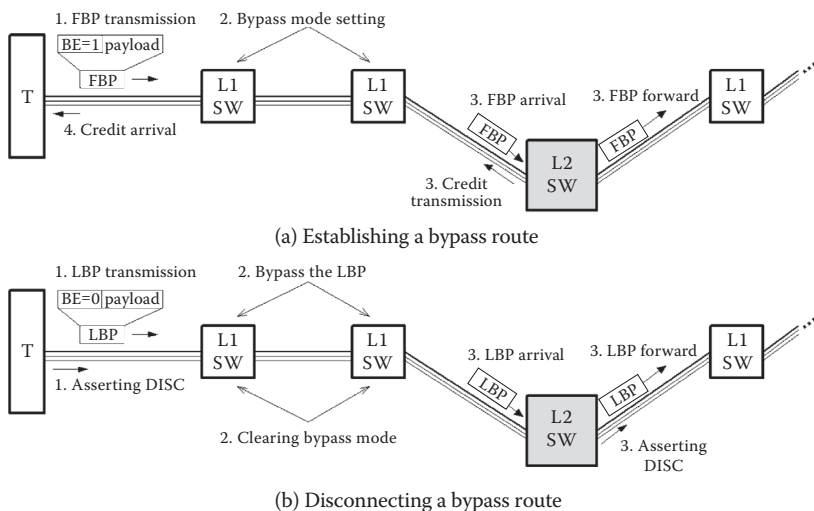 1. FBP transmission
BE=1 payload
FBP
T
4. Credit arrival
2. Bypass mode setting
L1
SW
L1
SW
3. FBP arrival
FBP
3. Credit
transmission
L2
SW
3. FBP forward
FBP
L1
SW
(a) Establishing a bypass route
1. LBP transmission
BE=0 payload
LBP
T
1. Asserting DISC
2. Bypass the LBP
L1
SW
L1
SW
2. Clearing bypass mode
3. LBP arrival
LBP
L2
SW
3. LBP forward
LBP
3. Asserting
DISC
L1
SW
(b) Disconnecting a bypass route